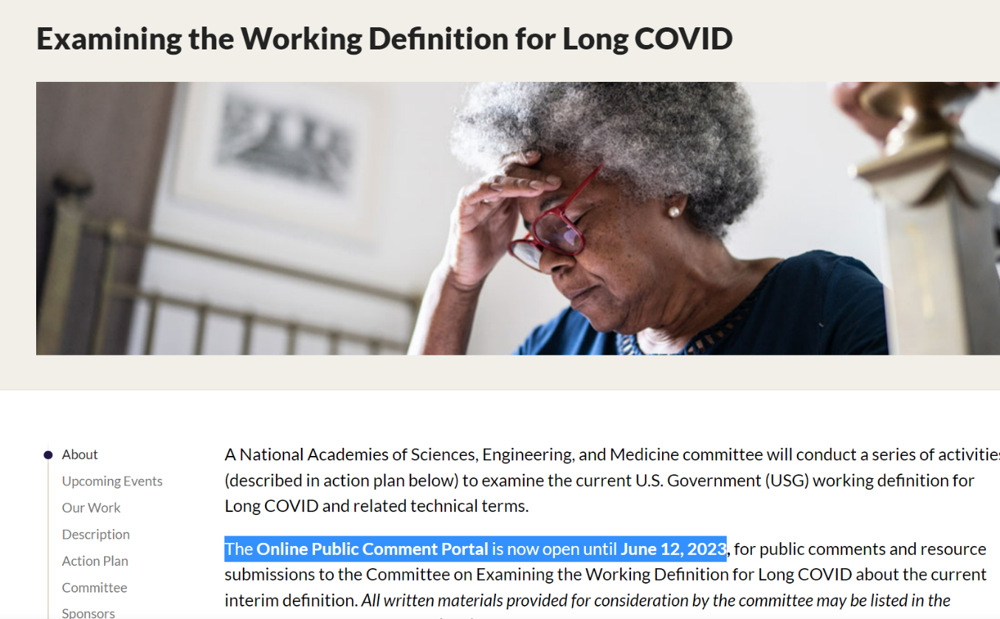 Examining the Working Definition for Long COVID
About
Upcoming Events
Our Work
Description
Action Plan
Committee
Sponsors
A National Academies of Sciences, Engineering, and Medicine committee will conduct a series of activities
(described in action plan below) to examine the current U.S. Government (USG) working definition for
Long COVID and related technical terms.
The Online Public Comment Portal is now open until June 12, 2023, for public comments and resource
submissions to the Committee on Examining the Working Definition for Long COVID about the current
interim definition. All written materials provided for consideration by the committee may be listed in the